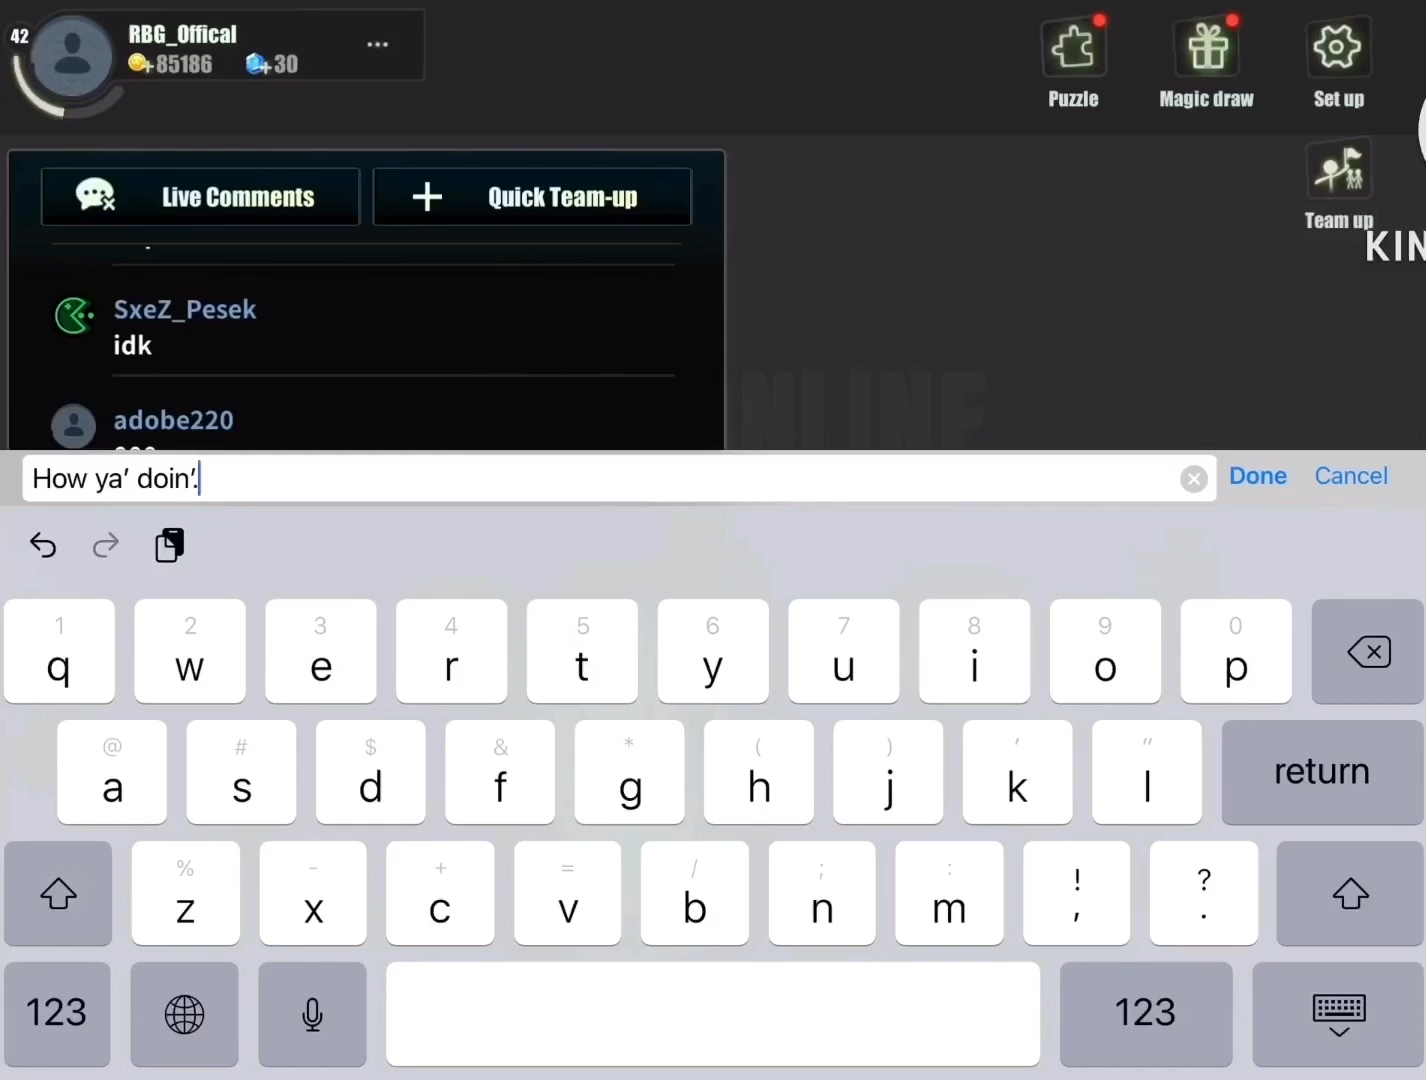 42
RBG_Offical
+85186 +30
...
Puzzle
Magic draw
Set up
Live Comments
Quick Team-up
Team up
KIN
SxeZ_Pesek
idk
adobe220
NLINE
How ya’ doin’.
Done
Cancel
1 2 3 4 5 6 7 8 9 0
q w e r t y u i o p
@ # $ & * ( ) ' "
a s d f g h j k l
return
% - + = / ; : ! ?
z x c v b n m , .
123
123